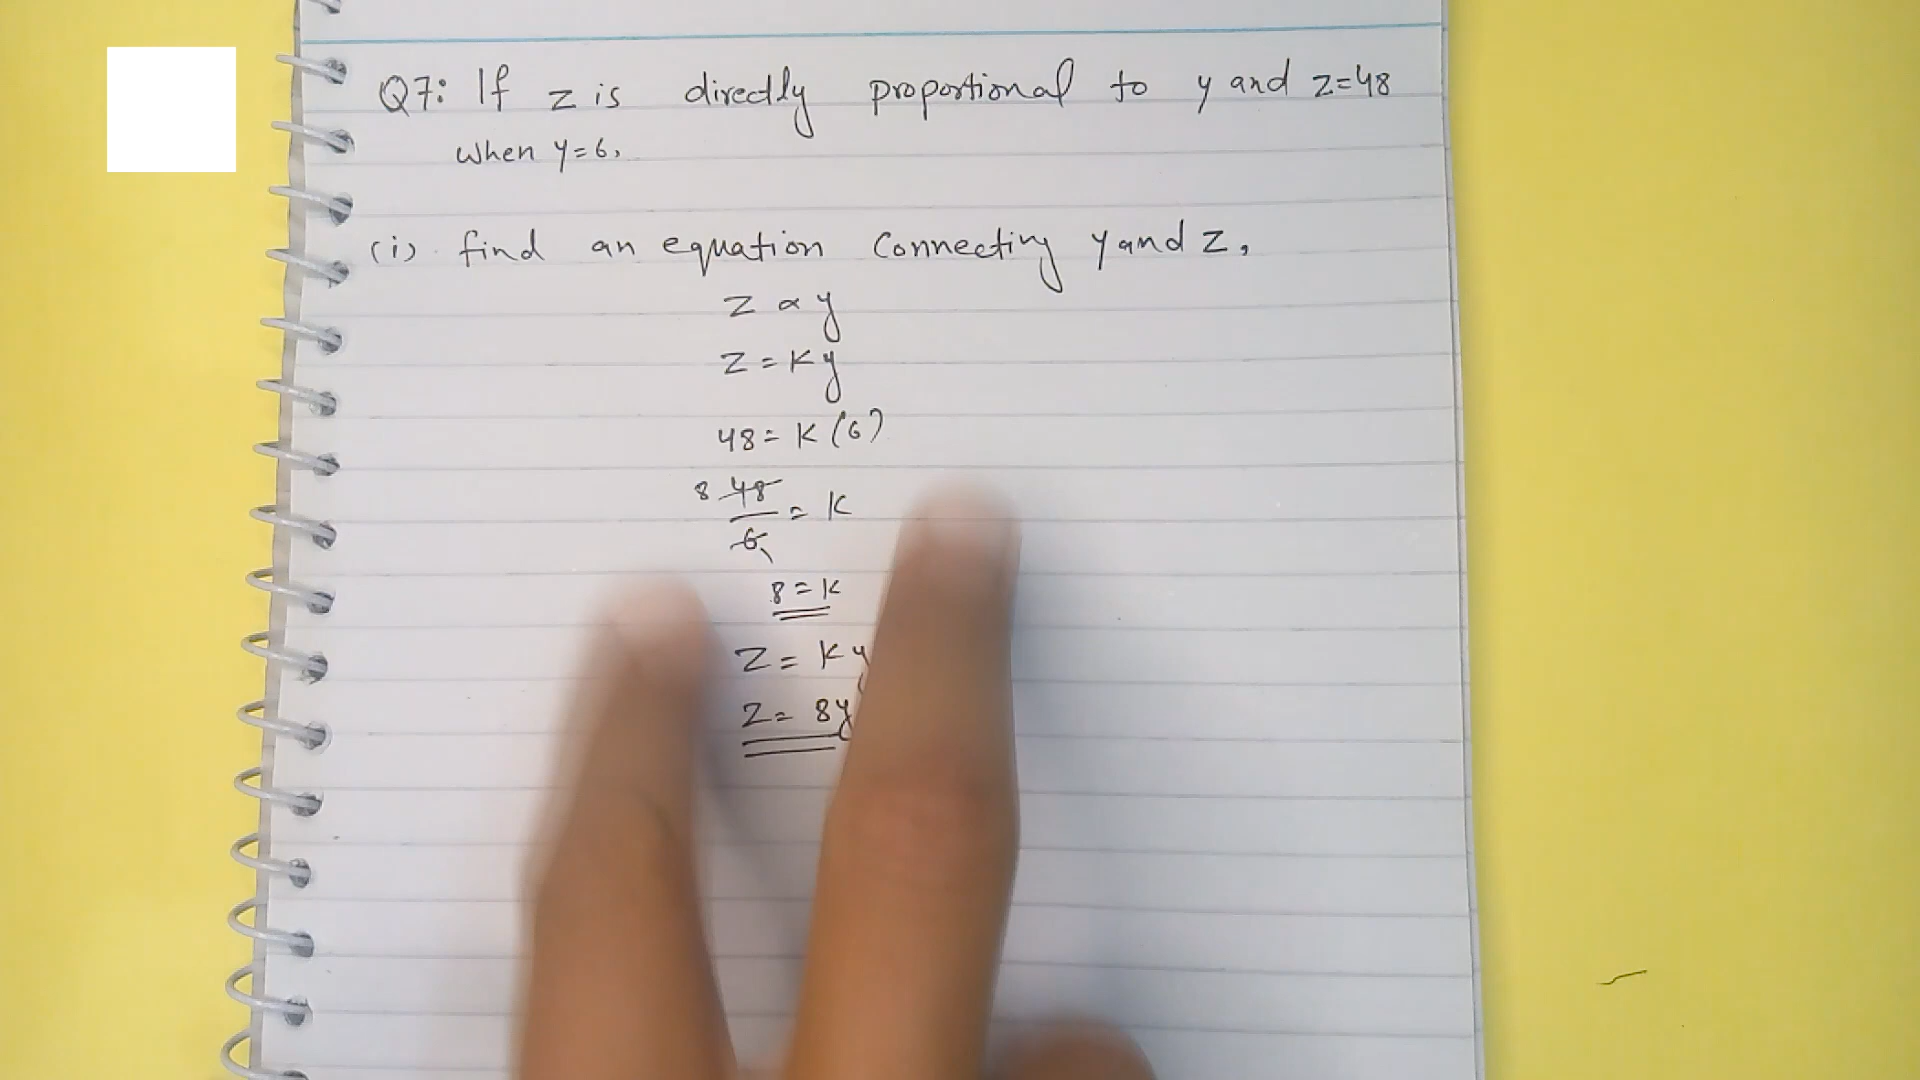 Q7: If z is directly proportional to y and z=48
when y=6,
(i) find an equation connecting y and z,
z ∝ y
z = ky
48 = k (6)
8 48/6 = k
8 = k
z = ky
z = 8y